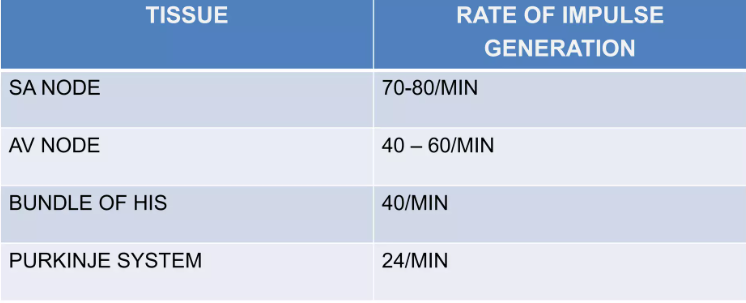 TISSUE
RATE OF IMPULSE
GENERATION
SA NODE
70-80/MIN
AV NODE
40 – 60/MIN
BUNDLE OF HIS
40/MIN
PURKINJE SYSTEM
24/MIN